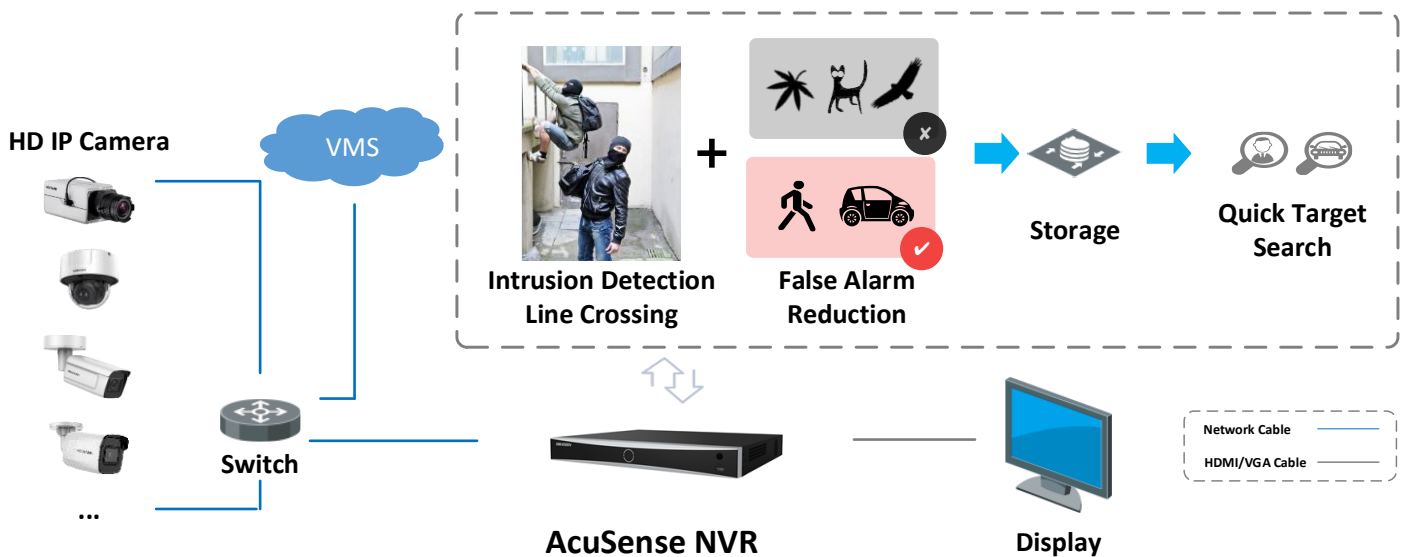 HD IP Camera
VMS
Intrusion Detection
Line Crossing
+
False Alarm
Reduction
Storage
Quick Target
Search
Switch
...
AcuSense NVR
Display
Network Cable
HDMI/VGA Cable